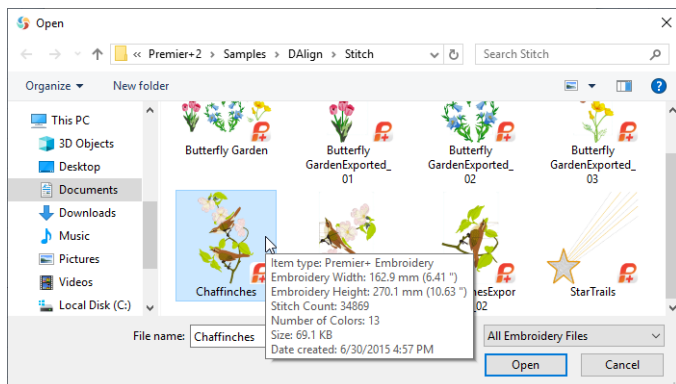 Open
« Premier+2 > Samples > DAlign > Stitch
Search Stitch
Organize
New folder
This PC
3D Objects
Desktop
Documents
Downloads
Music
Pictures
Videos
Local Disk (C:)
Butterfly Garden
Butterfly
GardenExported_
01
Butterfly
GardenExported_
02
Butterfly
GardenExported_
03
Chaffinches
nesExpor
_02
StarTrails
Item type: Premier+ Embroidery
Embroidery Width: 162.9 mm (6.41 ")
Embroidery Height: 270.1 mm (10.63 ")
Stitch Count: 34869
Number of Colors: 13
Size: 69.1 KB
Date created: 6/30/2015 4:57 PM
File name:
Chaffinches
All Embroidery Files
Open
Cancel